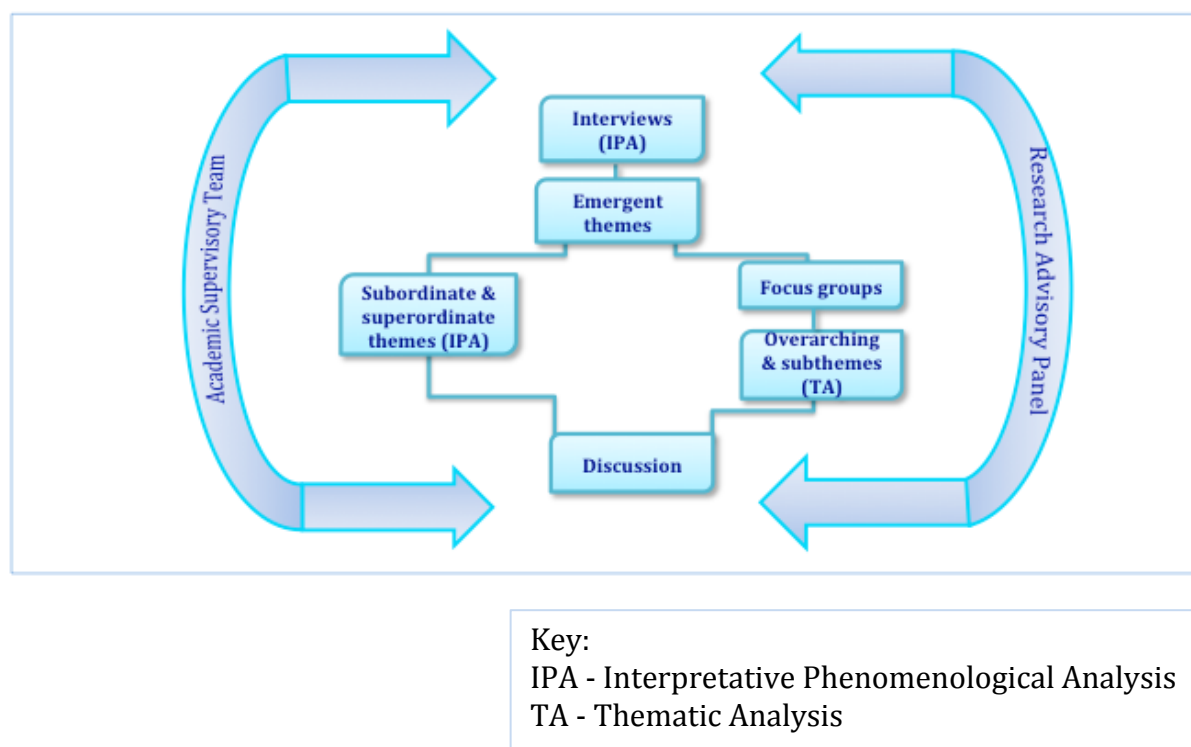 Academic Supervisory Team
Interviews
(IPA)
Emergent
themes
Subordinate &
superordinate
themes (IPA)
Focus groups
Overarching
& subthemes
(TA)
Discussion
Research Advisory Panel
Key:
IPA - Interpretative Phenomenological Analysis
TA - Thematic Analysis